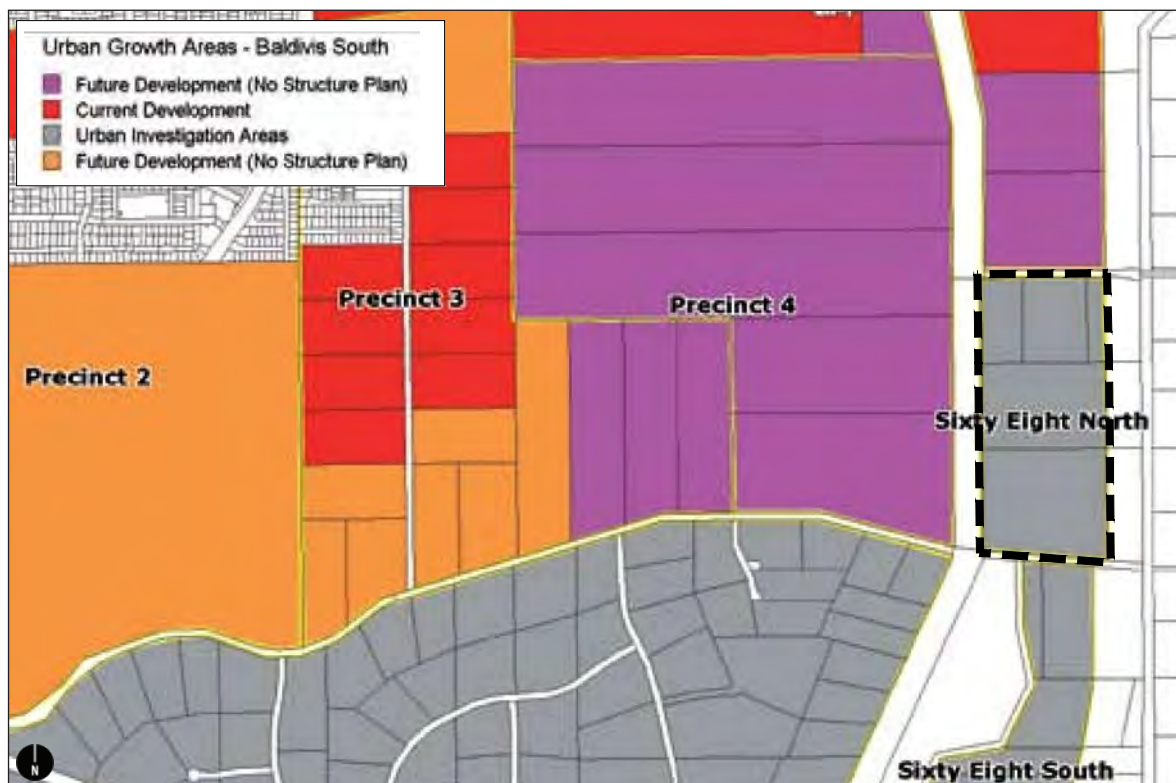 Urban Growth Areas - Baldivis South
Future Development (No Structure Plan)
Current Development
Urban Investigation Areas
Future Development (No Structure Plan)
Precinct 3
Precinct 4
Precinct 2
Sixty Eight North
Sixty Eight South
N